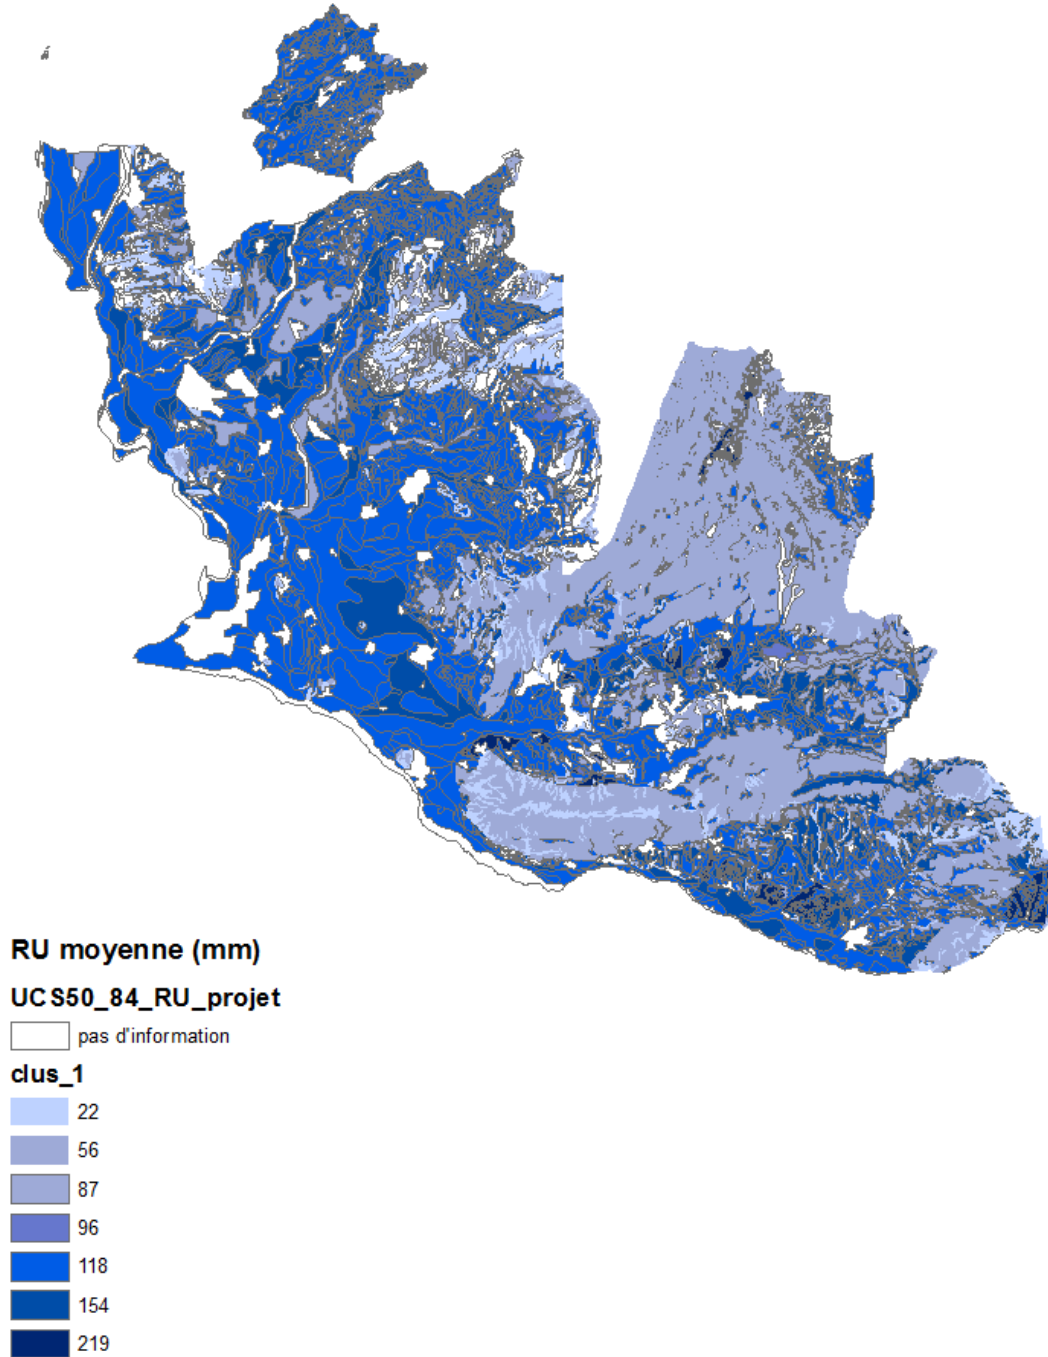 RU moyenne (mm)
UCS50_84_RU_projet
pas d'information
clus_1
22
56
87
96
118
154
219